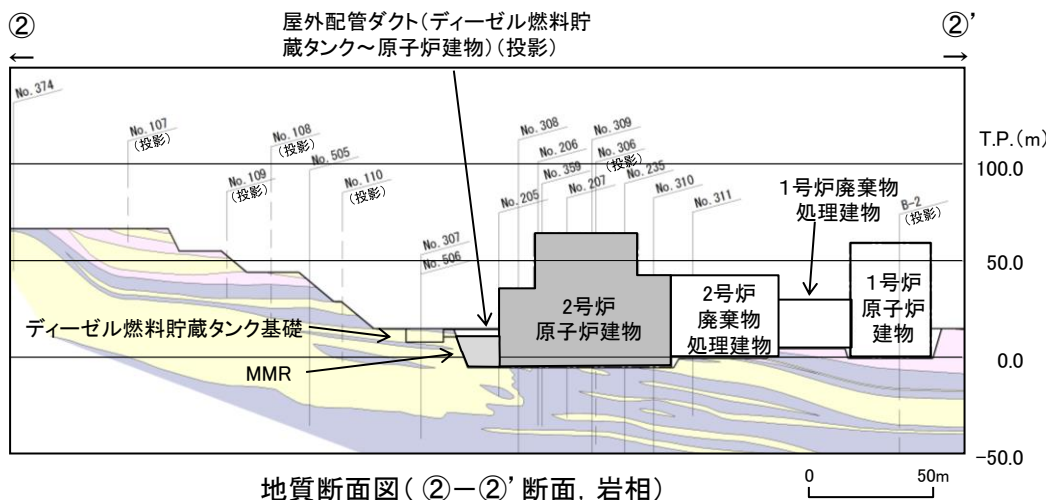 ②
屋外配管ダクト(ディーゼル燃料貯
蔵タンク~原子炉建物)(投影)
②’
←
→
No. 374
No. 107
(投影)
No. 108
(投影)
No. 109
(投影)
No. 505
No. 110
(投影)
No. 307
No. 506
No. 205
No. 308
No. 206
No. 359
No. 207
No. 309
No. 306
(投影)
No. 235
No. 310
No. 311
B-2
(投影)
T.P.(m)
100.0
50.0
0.0
-50.0
1号炉廃棄物
処理建物
2号炉
原子炉建物
2号炉
廃棄物
処理建物
1号炉
原子炉
建物
ディーゼル燃料貯蔵タンク基礎
MMR
地質断面図(②-②’断面, 岩相)
0
50m